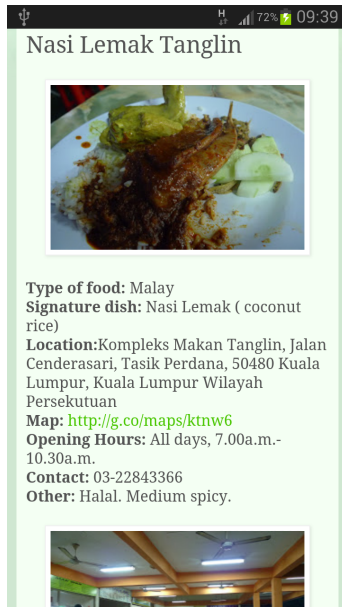 H 72% 09:39
Nasi Lemak Tanglin
Type of food: Malay
Signature dish: Nasi Lemak ( coconut
rice)
Location:Kompleks Makan Tanglin, Jalan
Cenderasari, Tasik Perdana, 50480 Kuala
Lumpur, Kuala Lumpur Wilayah
Persekutuan
Map: http://g.co/maps/ktnw6
Opening Hours: All days, 7.00a.m.-
10.30a.m.
Contact: 03-22843366
Other: Halal. Medium spicy.